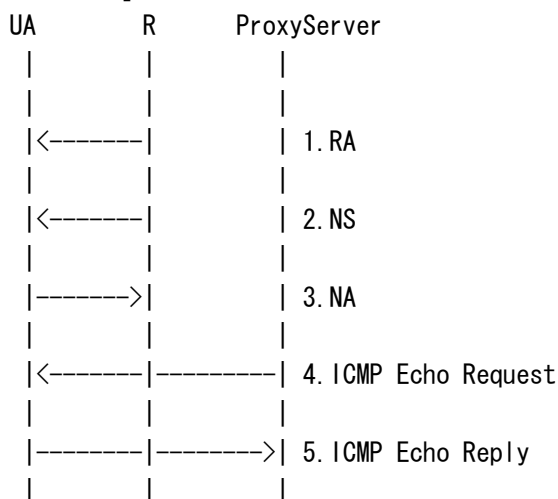 UA R ProxyServer
| | |
| | |
|<-------| | 1.RA
| | |
|<-------| | 2.NS
| | |
|------->| | 3.NA
| | |
|<-------|---------| 4.ICMP Echo Request
| | |
|--------|-------->| 5.ICMP Echo Reply
| | |